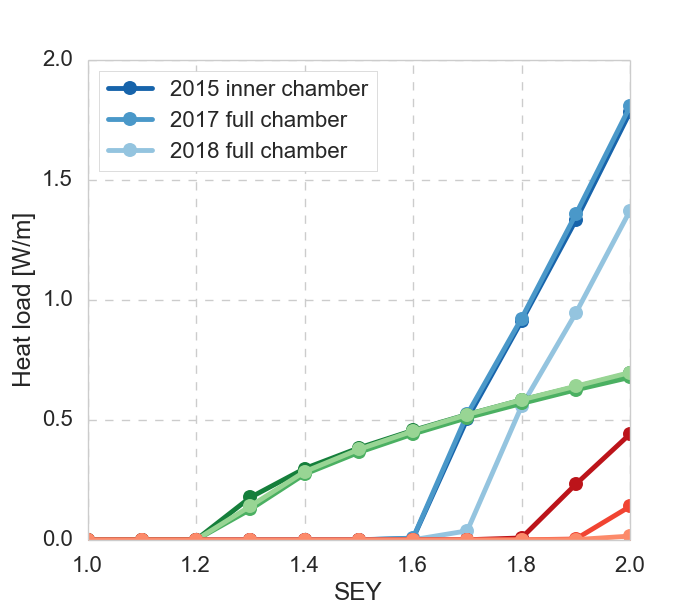 2015 inner chamber
2017 full chamber
2018 full chamber
Heat load [W/m]
2.0
1.5
1.0
0.5
0.0
1.0 1.2 1.4 1.6 1.8 2.0
SEY